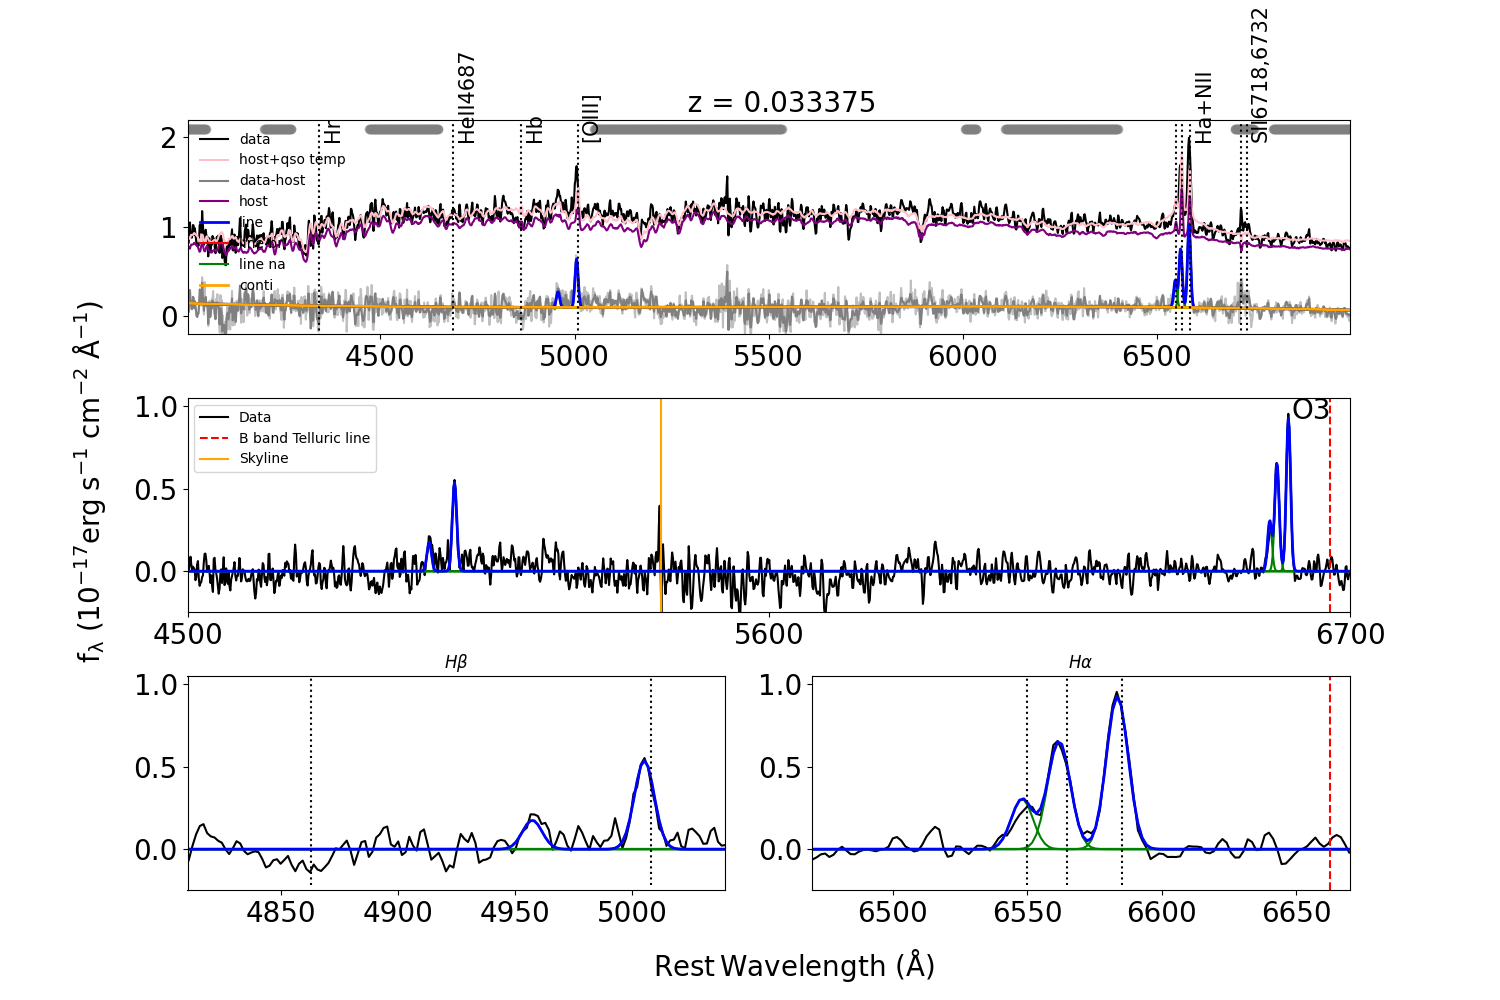 z = 0.033375
Hr
HeII4687
Hb
[OIII]
Ha+NII
SII6718,6732
data
host+qso temp
data-host
host
line
line na
conti
2
1
0
4500
5000
5500
6000
6500
fλ (10⁻¹⁷erg s⁻¹ cm⁻² Å⁻¹)
Data
B band Telluric line
Skyline
O3
1.0
0.5
0.0
4500
5600
6700
Hβ
1.0
0.5
0.0
4850
4900
4950
5000
Hα
1.0
0.5
0.0
6500
6550
6600
6650
Rest Wavelength (Å)